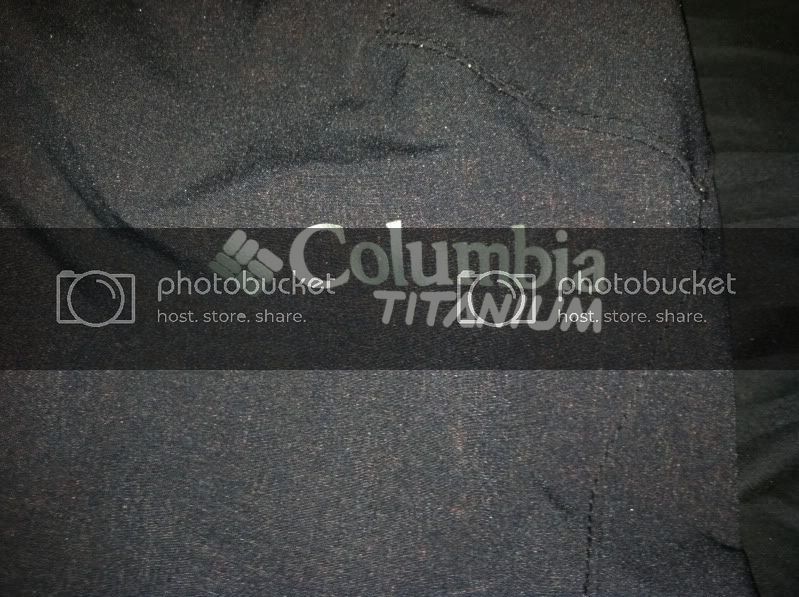 Columbia
TITANIUM
photobucket
host. store. share.
photobucket
host. store. share.